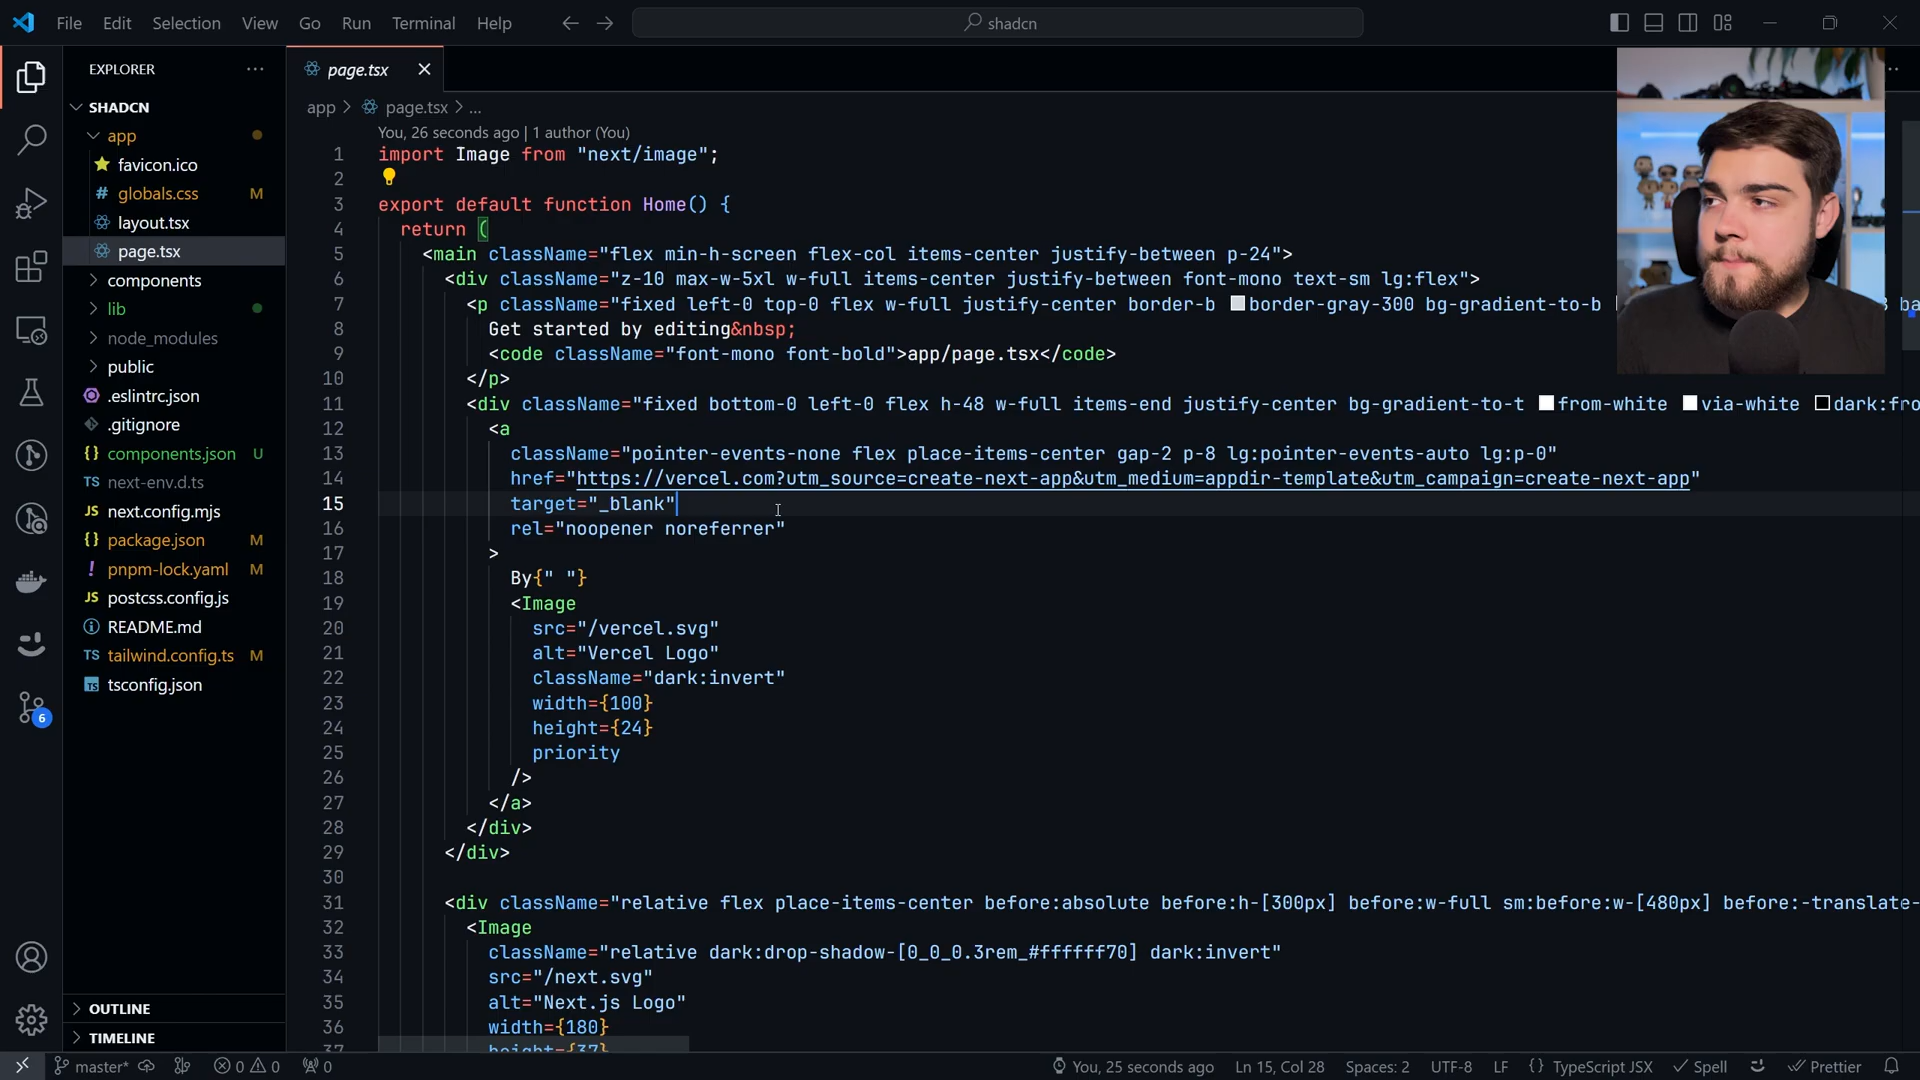 File Edit Selection View Go Run Terminal Help
shadcn
EXPLORER
SHADCN
app
favicon.ico
globals.css M
layout.tsx
page.tsx
components
lib
node_modules
public
.eslintrc.json
.gitignore
components.json U
next-env.d.ts
next.config.mjs
package.json M
pnpm-lock.yaml M
postcss.config.js
README.md
tailwind.config.ts M
tsconfig.json
OUTLINE
TIMELINE
page.tsx
app > page.tsx > ...
You, 26 seconds ago | 1 author (You)
1 import Image from "next/image";
2
3 export default function Home() {
4 return (
5 <main className="flex min-h-screen flex-col items-center justify-between p-24">
6 <div className="z-10 max-w-5xl w-full items-center justify-between font-mono text-sm lg:flex">
7 <p className="fixed left-0 top-0 flex w-full justify-center border-b border-gray-300 bg-gradient-to-b
8 Get started by editing&nbsp;
9 <code className="font-mono font-bold">app/page.tsx</code>
10 </p>
11 <div className="fixed bottom-0 left-0 flex h-48 w-full items-end justify-center bg-gradient-to-t from-white via-white dark:fro
12 <a
13 className="pointer-events-none flex place-items-center gap-2 p-8 lg:pointer-events-auto lg:p-0"
14 href="https://vercel.com?utm_source=create-next-app&utm_medium=appdir-template&utm_campaign=create-next-app"
15 target="_blank"
16 rel="noopener noreferrer"
17 >
18 By{" "}
19 <Image
20 src="/vercel.svg"
21 alt="Vercel Logo"
22 className="dark:invert"
23 width={100}
24 height={24}
25 priority
26 />
27 </a>
28 </div>
29 </div>
30
31 <div className="relative flex place-items-center before:absolute before:h-[300px] before:w-full sm:before:w-[480px] before:-translate-
32 <Image
33 className="relative dark:drop-shadow-[0_0_0.3rem_#ffffff70] dark:invert"
34 src="/next.svg"
35 alt="Next.js Logo"
36 width={180}
37 height={37}
6
master* 0 0 0 You, 25 seconds ago Ln 15, Col 28 Spaces: 2 UTF-8 LF {} TypeScript JSX Spell Prettier